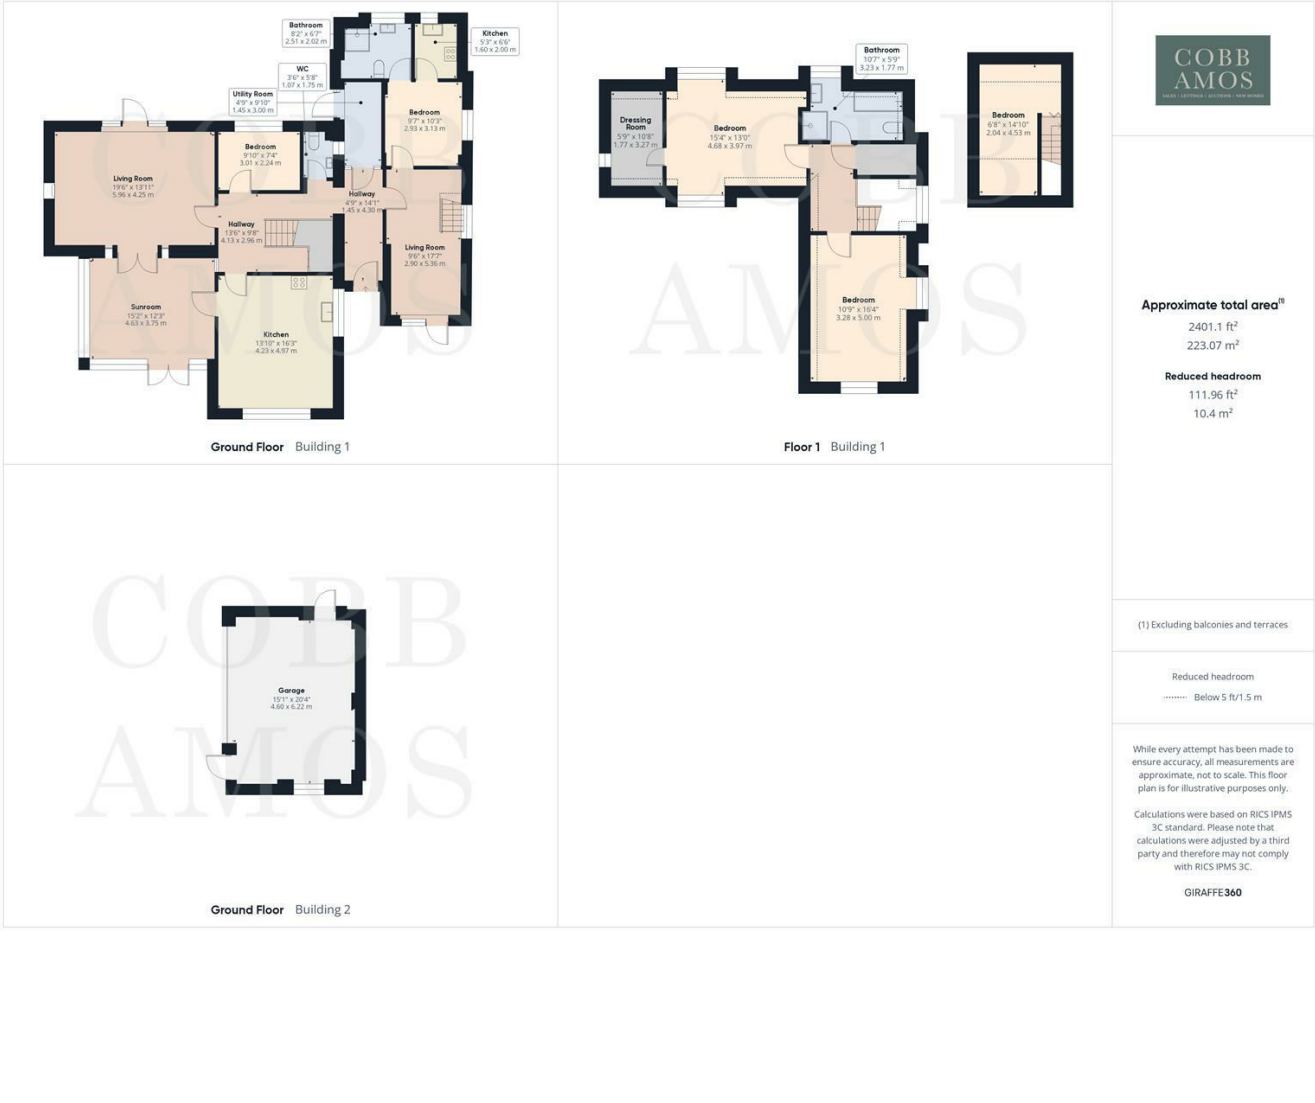 Bathroom
8'2" x 6'7"
2.51 x 2.02 m
Kitchen
5'3" x 6'6"
1.60 x 2.00 m
WC
3'6" x 5'8"
1.07 x 1.75 m
Utility Room
4'9" x 9'10"
1.45 x 3.00 m
Bedroom
9'7" x 10'3"
2.93 x 3.13 m
Bedroom
9'10" x 7'4"
3.01 x 2.24 m
Living Room
19'6" x 13'11"
5.96 x 4.25 m
Hallway
4'9" x 14'1"
1.45 x 4.30 m
Hallway
13'6" x 9'8"
4.13 x 2.96 m
Living Room
9'6" x 17'7"
2.90 x 5.36 m
Sunroom
15'2" x 12'3"
4.63 x 3.75 m
Kitchen
13'10" x 16'3"
4.23 x 4.97 m
COBB
AMOS
Ground Floor Building 1
Bathroom
10'7" x 5'9"
3.23 x 1.77 m
Dressing
Room
5'9" x 10'8"
1.77 x 3.27 m
Bedroom
15'4" x 13'0"
4.68 x 3.97 m
Bedroom
6'8" x 14'10"
2.04 x 4.53 m
Bedroom
10'9" x 16'4"
3.28 x 5.00 m
COBB
AMOS
Floor 1 Building 1
COBB
AMOS
Garage
15'1" x 20'4"
4.60 x 6.22 m
Ground Floor Building 2
COBB
AMOS
SALES | LETTINGS | AUCTIONS | NEW HOMES
Approximate total area(1)
2401.1 ft²
223.07 m²
Reduced headroom
111.96 ft²
10.4 m²
(1) Excluding balconies and terraces
Reduced headroom
Below 5 ft/1.5 m
While every attempt has been made to
ensure accuracy, all measurements are
approximate, not to scale. This floor
plan is for illustrative purposes only.
Calculations were based on RICS IPMS
3C standard. Please note that
calculations were adjusted by a third
party and therefore may not comply
with RICS IPMS 3C.
GIRAFFE360